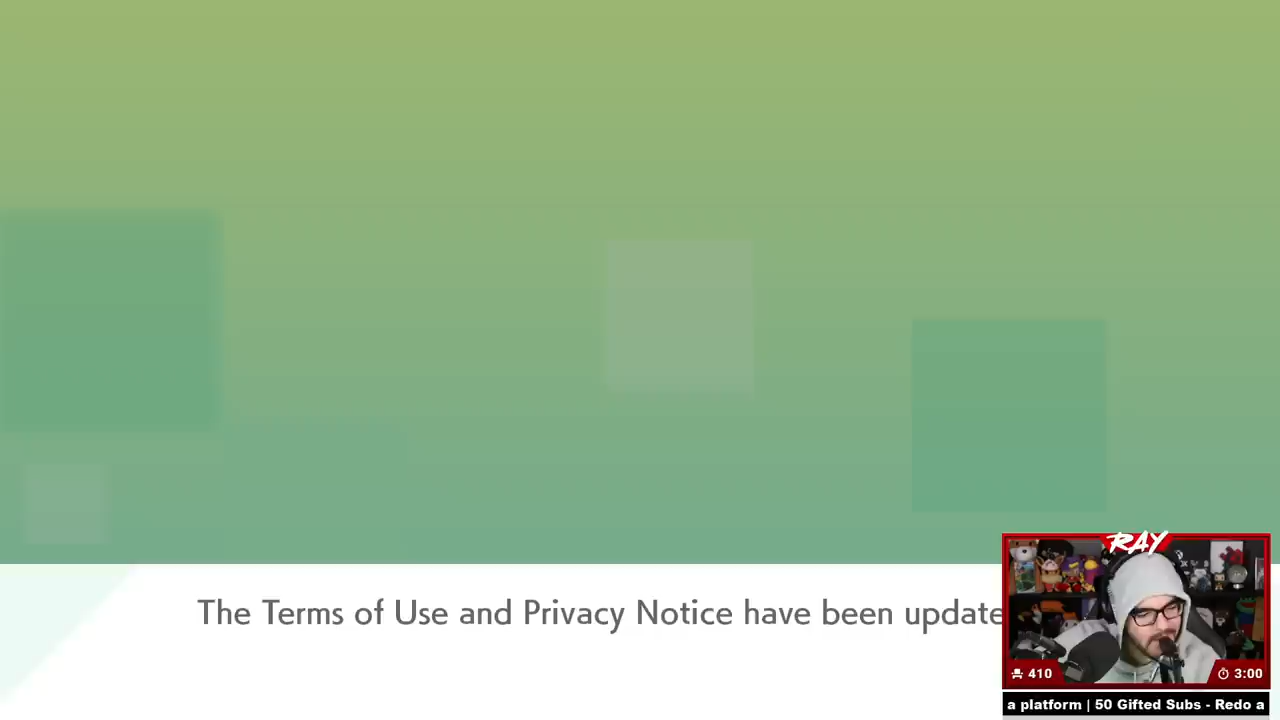 The Terms of Use and Privacy Notice have been update
RAY
410
3:00
a platform | 50 Gifted Subs - Redo a